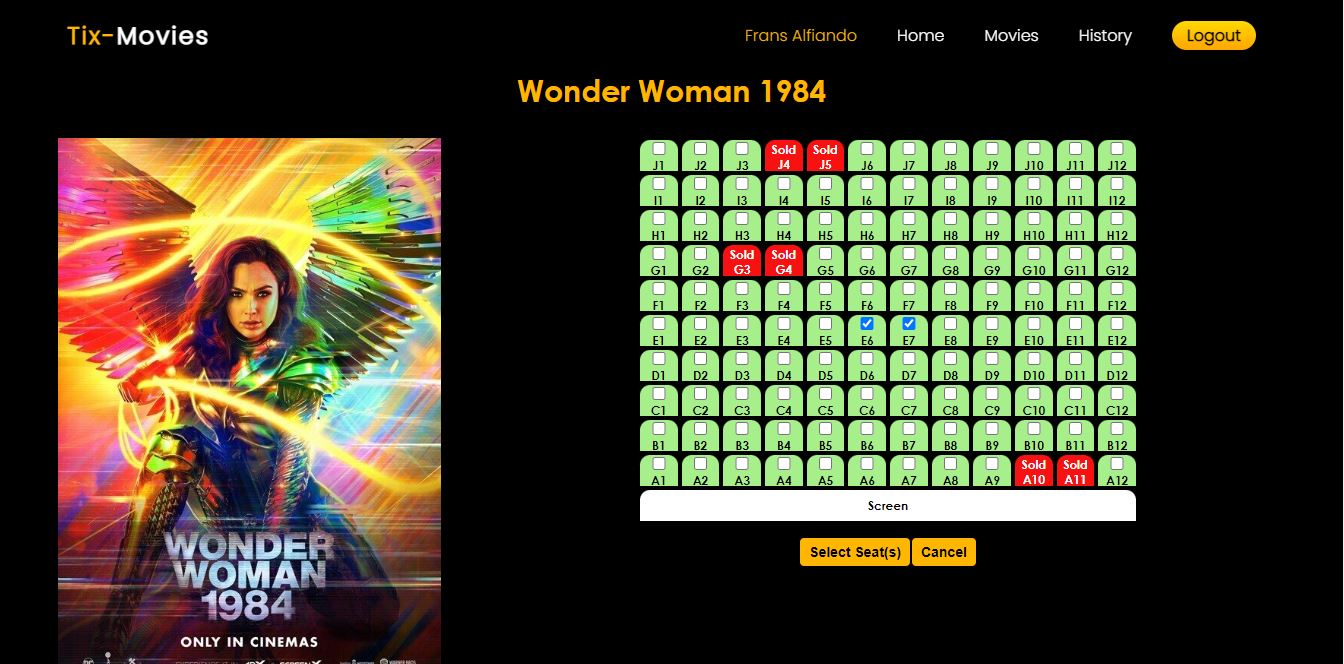 Tix-Movies
Frans Alfiando Home Movies History Logout
Wonder Woman 1984
J1 J2 J3 Sold J4 Sold J5 J6 J7 J8 J9 J10 J11 J12
I1 I2 I3 I4 I5 I6 I7 I8 I9 I10 I11 I12
H1 H2 H3 H4 H5 H6 H7 H8 H9 H10 H11 H12
G1 G2 Sold G3 Sold G4 G5 G6 G7 G8 G9 G10 G11 G12
F1 F2 F3 F4 F5 F6 F7 F8 F9 F10 F11 F12
E1 E2 E3 E4 E5 E6 E7 E8 E9 E10 E11 E12
D1 D2 D3 D4 D5 D6 D7 D8 D9 D10 D11 D12
C1 C2 C3 C4 C5 C6 C7 C8 C9 C10 C11 C12
B1 B2 B3 B4 B5 B6 B7 B8 B9 B10 B11 B12
A1 A2 A3 A4 A5 A6 A7 A8 A9 Sold A10 Sold A11 A12
Screen
Select Seat(s) Cancel
WONDER
WOMAN
1984
ONLY IN CINEMAS